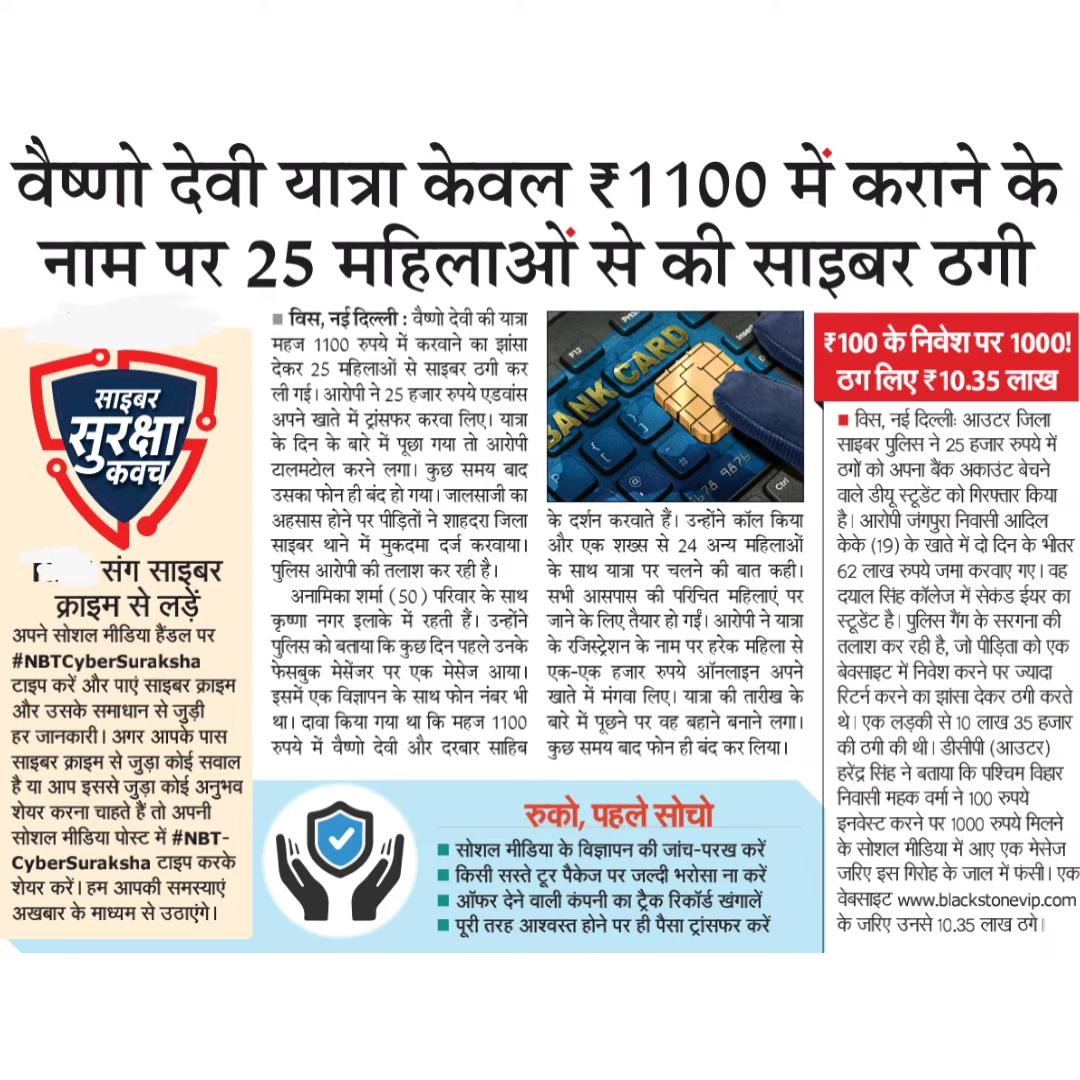 वैष्णो देवी यात्रा केवल ₹1100 में कराने के
नाम पर 25 महिलाओं से की साइबर ठगी
साइबर
सुरक्षा
कवच
संग साइबर
क्राइम से लड़ें
अपने सोशल मीडिया हैंडल पर
#NBTCyberSuraksha
टाइप करें और पाएं साइबर क्राइम
और उसके समाधान से जुड़ी
हर जानकारी। अगर आपके पास
साइबर क्राइम से जुड़ा कोई सवाल
है या आप इससे जुड़ा कोई अनुभव
शेयर करना चाहते हैं तो अपनी
सोशल मीडिया पोस्ट में #NBT-
CyberSuraksha टाइप करके
शेयर करें। हम आपकी समस्याएं
अखबार के माध्यम से उठाएंगे।
■ विस, नई दिल्ली : वैष्णो देवी की यात्रा
महज 1100 रुपये में करवाने का झांसा
देकर 25 महिलाओं से साइबर ठगी कर
ली गई। आरोपी ने 25 हजार रुपये एडवांस
अपने खाते में ट्रांसफर करवा लिए। यात्रा
के दिन के बारे में पूछा गया तो आरोपी
टालमटोल करने लगा। कुछ समय बाद
उसका फोन ही बंद हो गया। जालसाजी का
अहसास होने पर पीड़ितों ने शाहदरा जिला
साइबर थाने में मुकदमा दर्ज करवाया।
पुलिस आरोपी की तलाश कर रही है।
अनामिका शर्मा (50) परिवार के साथ
कृष्णा नगर इलाके में रहती हैं। उन्होंने
पुलिस को बताया कि कुछ दिन पहले उनके
फेसबुक मेसेंजर पर एक मेसेज आया।
इसमें एक विज्ञापन के साथ फोन नंबर भी
था। दावा किया गया था कि महज 1100
रुपये में वैष्णो देवी और दरबार साहिब
BANK CARD
F12
Ctrl
9876
के दर्शन करवाते हैं। उन्होंने कॉल किया
और एक शख्स से 24 अन्य महिलाओं
के साथ यात्रा पर चलने की बात कही।
सभी आसपास की परिचित महिलाएं पर
जाने के लिए तैयार हो गईं। आरोपी ने यात्रा
के रजिस्ट्रेशन के नाम पर हरेक महिला से
एक-एक हजार रुपये ऑनलाइन अपने
खाते में मंगवा लिए। यात्रा की तारीख के
बारे में पूछने पर वह बहाने बनाने लगा।
कुछ समय बाद फोन ही बंद कर लिया।
रुको, पहले सोचो
■ सोशल मीडिया के विज्ञापन की जांच-परख करें
■ किसी सस्ते टूर पैकेज पर जल्दी भरोसा ना करें
■ ऑफर देने वाली कंपनी का ट्रैक रिकॉर्ड खंगालें
■ पूरी तरह आश्वस्त होने पर ही पैसा ट्रांसफर करें
₹100 के निवेश पर 1000!
ठग लिए ₹10.35 लाख
■ विस, नई दिल्लीः आउटर जिला
साइबर पुलिस ने 25 हजार रुपये में
ठगों को अपना बैंक अकाउंट बेचने
वाले डीयू स्टूडेंट को गिरफ्तार किया
है। आरोपी जंगपुरा निवासी आदिल
केके (19) के खाते में दो दिन के भीतर
62 लाख रुपये जमा करवाए गए। वह
दयाल सिंह कॉलेज में सेकंड ईयर का
स्टूडेंट है। पुलिस गैंग के सरगना की
तलाश कर रही है, जो पीड़िता को एक
बेवसाइट में निवेश करने पर ज्यादा
रिटर्न करने का झांसा देकर ठगी करते
थे। एक लड़की से 10 लाख 35 हजार
की ठगी की थी। डीसीपी (आउटर)
हरेंद्र सिंह ने बताया कि पश्चिम विहार
निवासी महक वर्मा ने 100 रुपये
इनवेस्ट करने पर 1000 रुपये मिलने
के सोशल मीडिया में आए एक मेसेज
जरिए इस गिरोह के जाल में फंसी। एक
वेबसाइट www.blackstonevip.com
के जरिए उनसे 10.35 लाख ठगे।